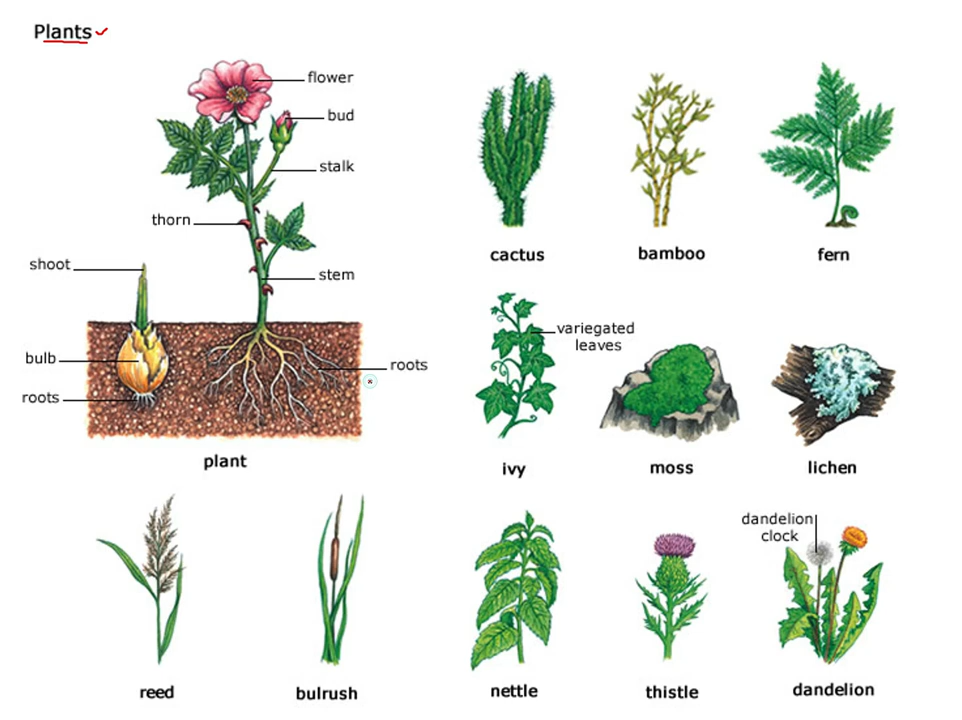 Plants
flower
bud
stalk
thorn
shoot
stem
bulb
roots
roots
plant
cactus
bamboo
fern
variegated
leaves
ivy
moss
lichen
dandelion
clock
reed
bulrush
nettle
thistle
dandelion